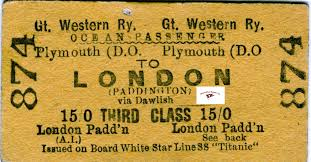 Gt. Western Ry. Gt. Western Ry.
OCEAN PASSENGER
Plymouth (D.O. Plymouth (D.O
TO
LONDON
(PADDINGTON)
via Dawlish
15/0 THIRD CLASS 15/0
London Padd'n London Padd'n
(A.1.) See back
Issued on Board White Star Line SS "Titanic"
874
874